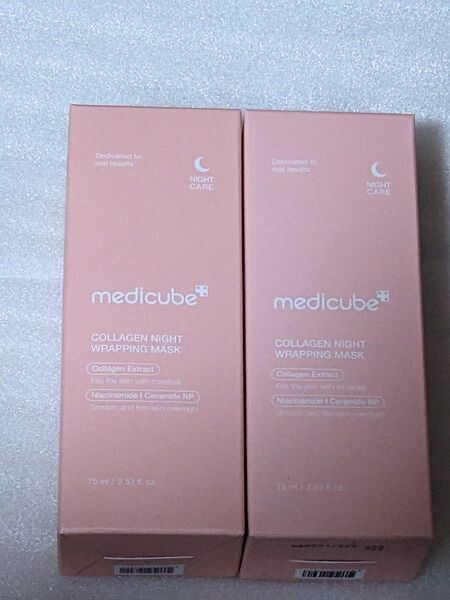 Dedicated to
real results
NIGHT
CARE
medicube
COLLAGEN NIGHT
WRAPPING MASK
Collagen Extract
Fills the skin with moisture
Niacinamide I Ceramide NP
Smooth and firm skin overnight
75 ml / 2.53 fl. oz.
Dedicated to
real results
NIGHT
CARE
medicube
COLLAGEN NIGHT
WRAPPING MASK
Collagen Extract
Fills the skin with moisture
Niacinamide I Ceramide NP
Smooth and firm skin overnight
75 ml / 2.53 fl. oz.